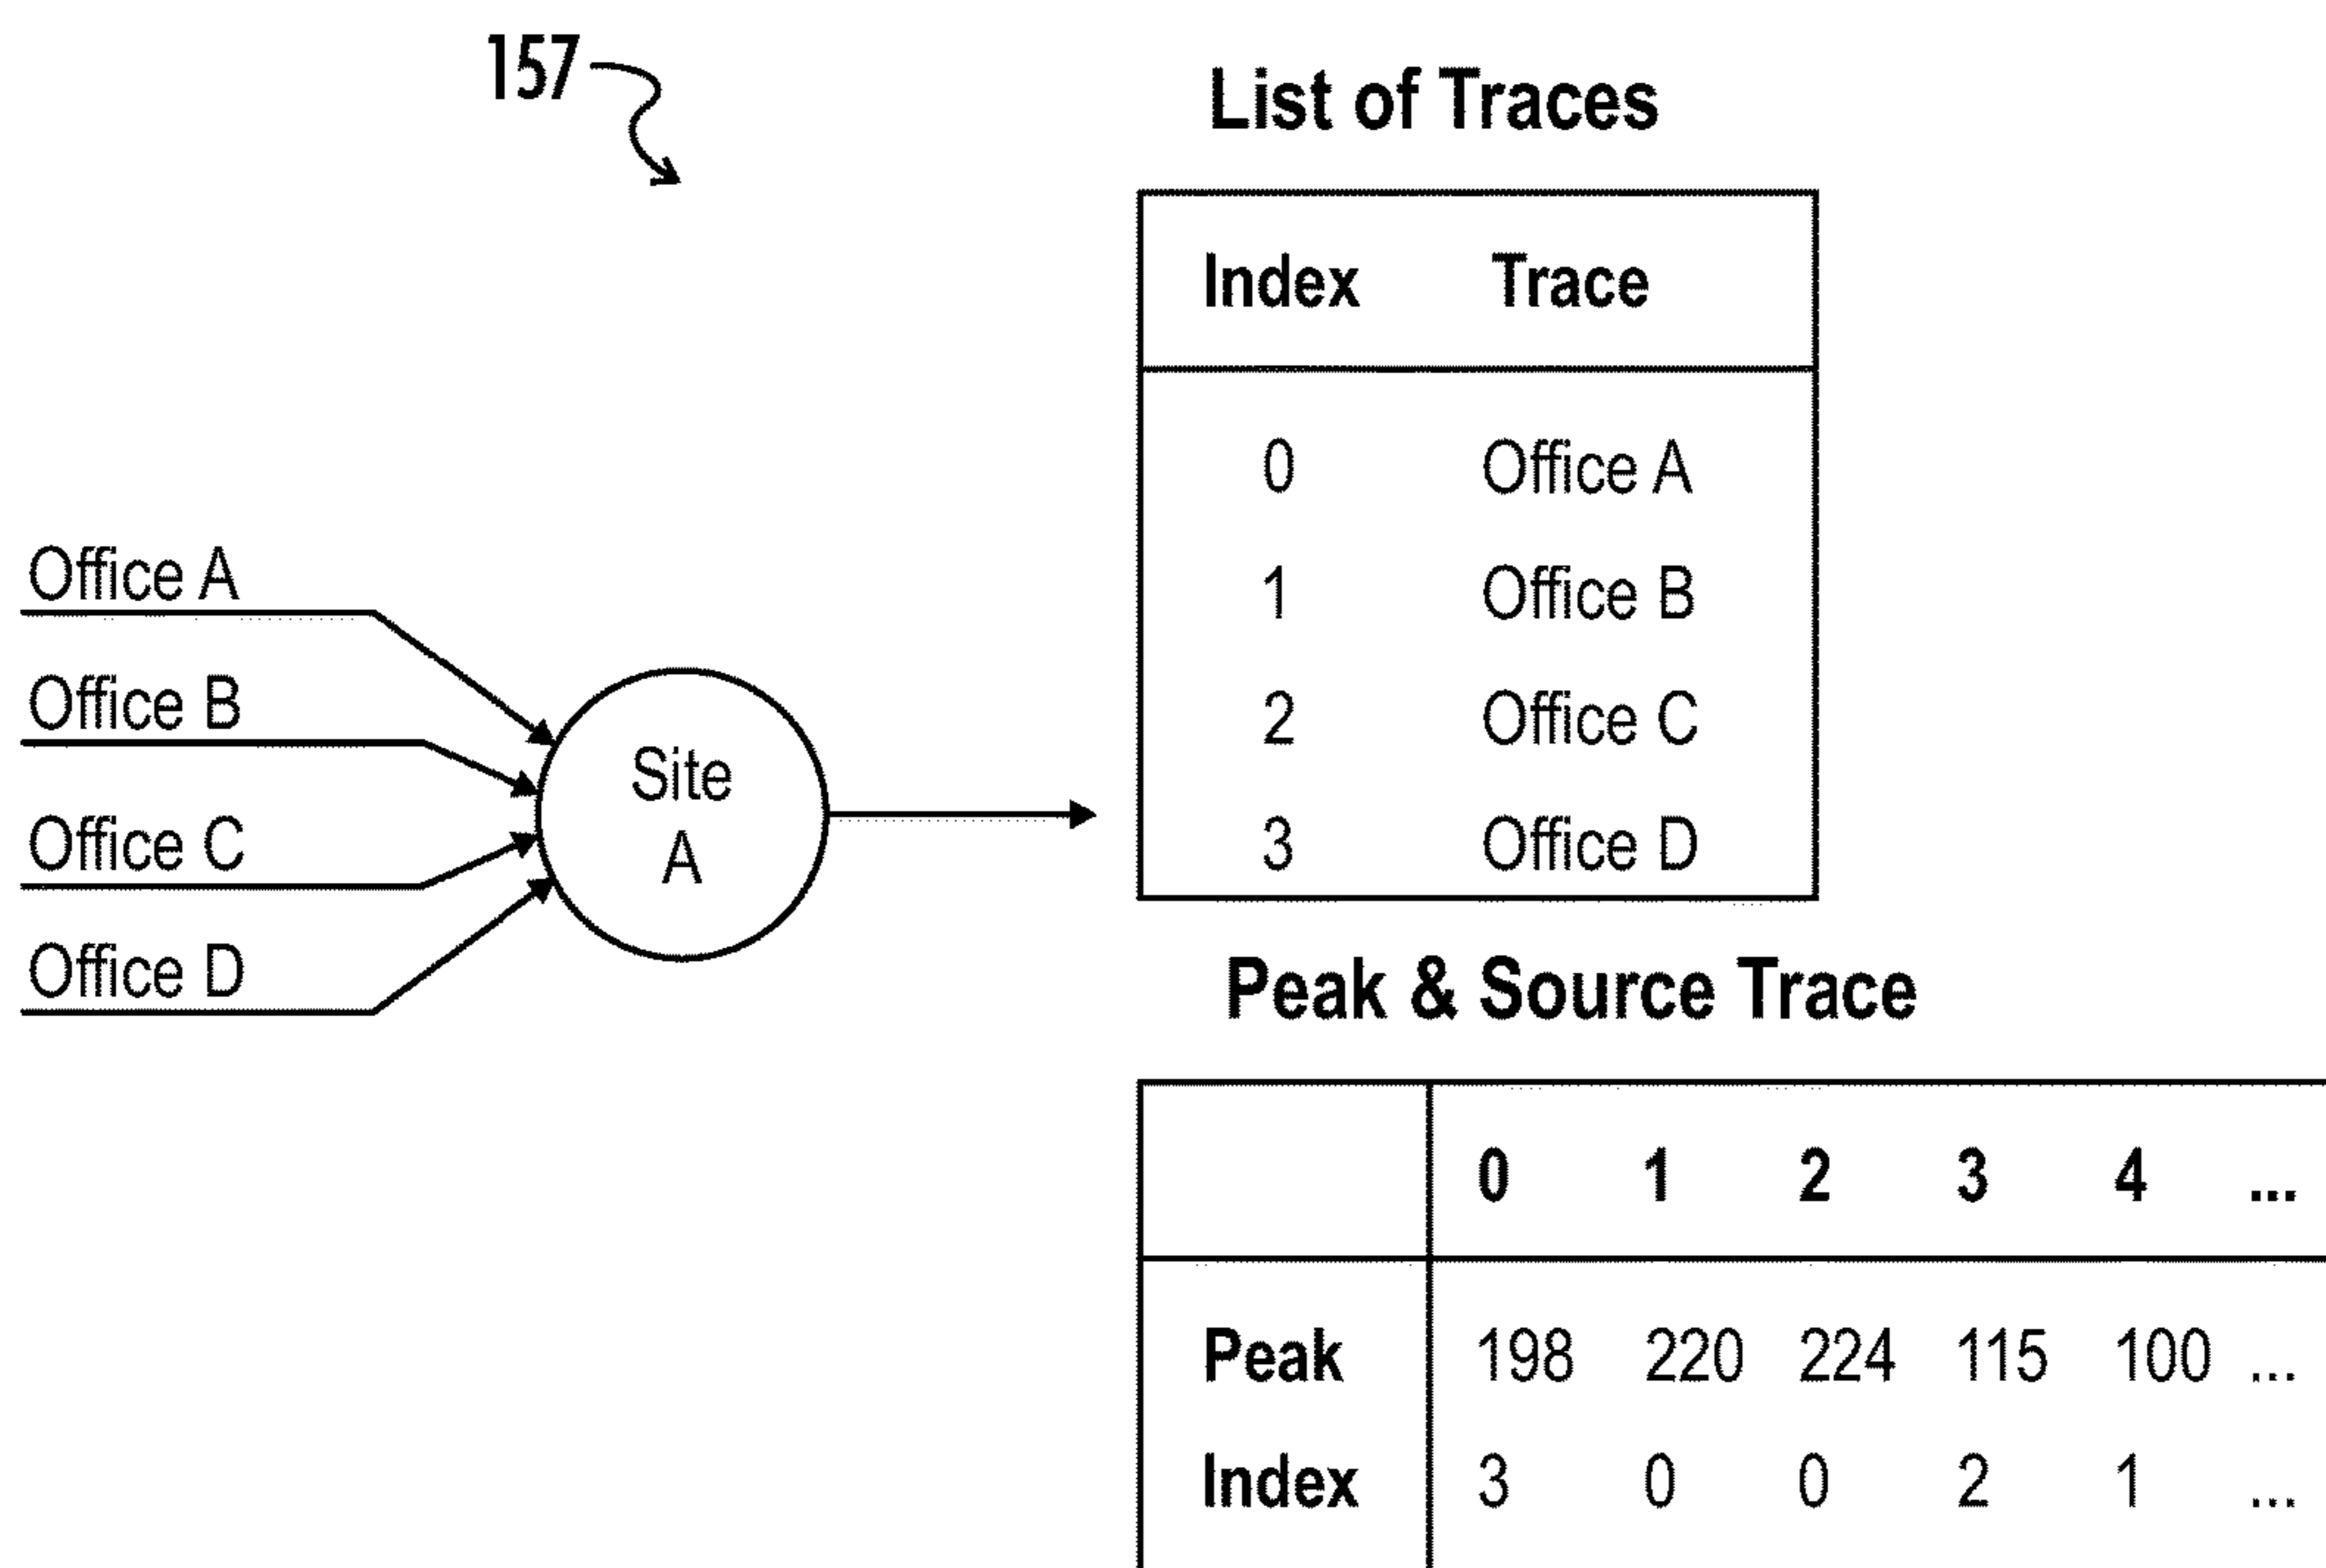 157
List of Traces
Index Trace
0 Office A
1 Office B
2 Office C
3 Office D
Office A
Office B
Office C
Office D
Site
A
Peak & Source Trace
0 1 2 3 4 ...
Peak 198 220 224 115 100 ...
Index 3 0 0 2 1 ...